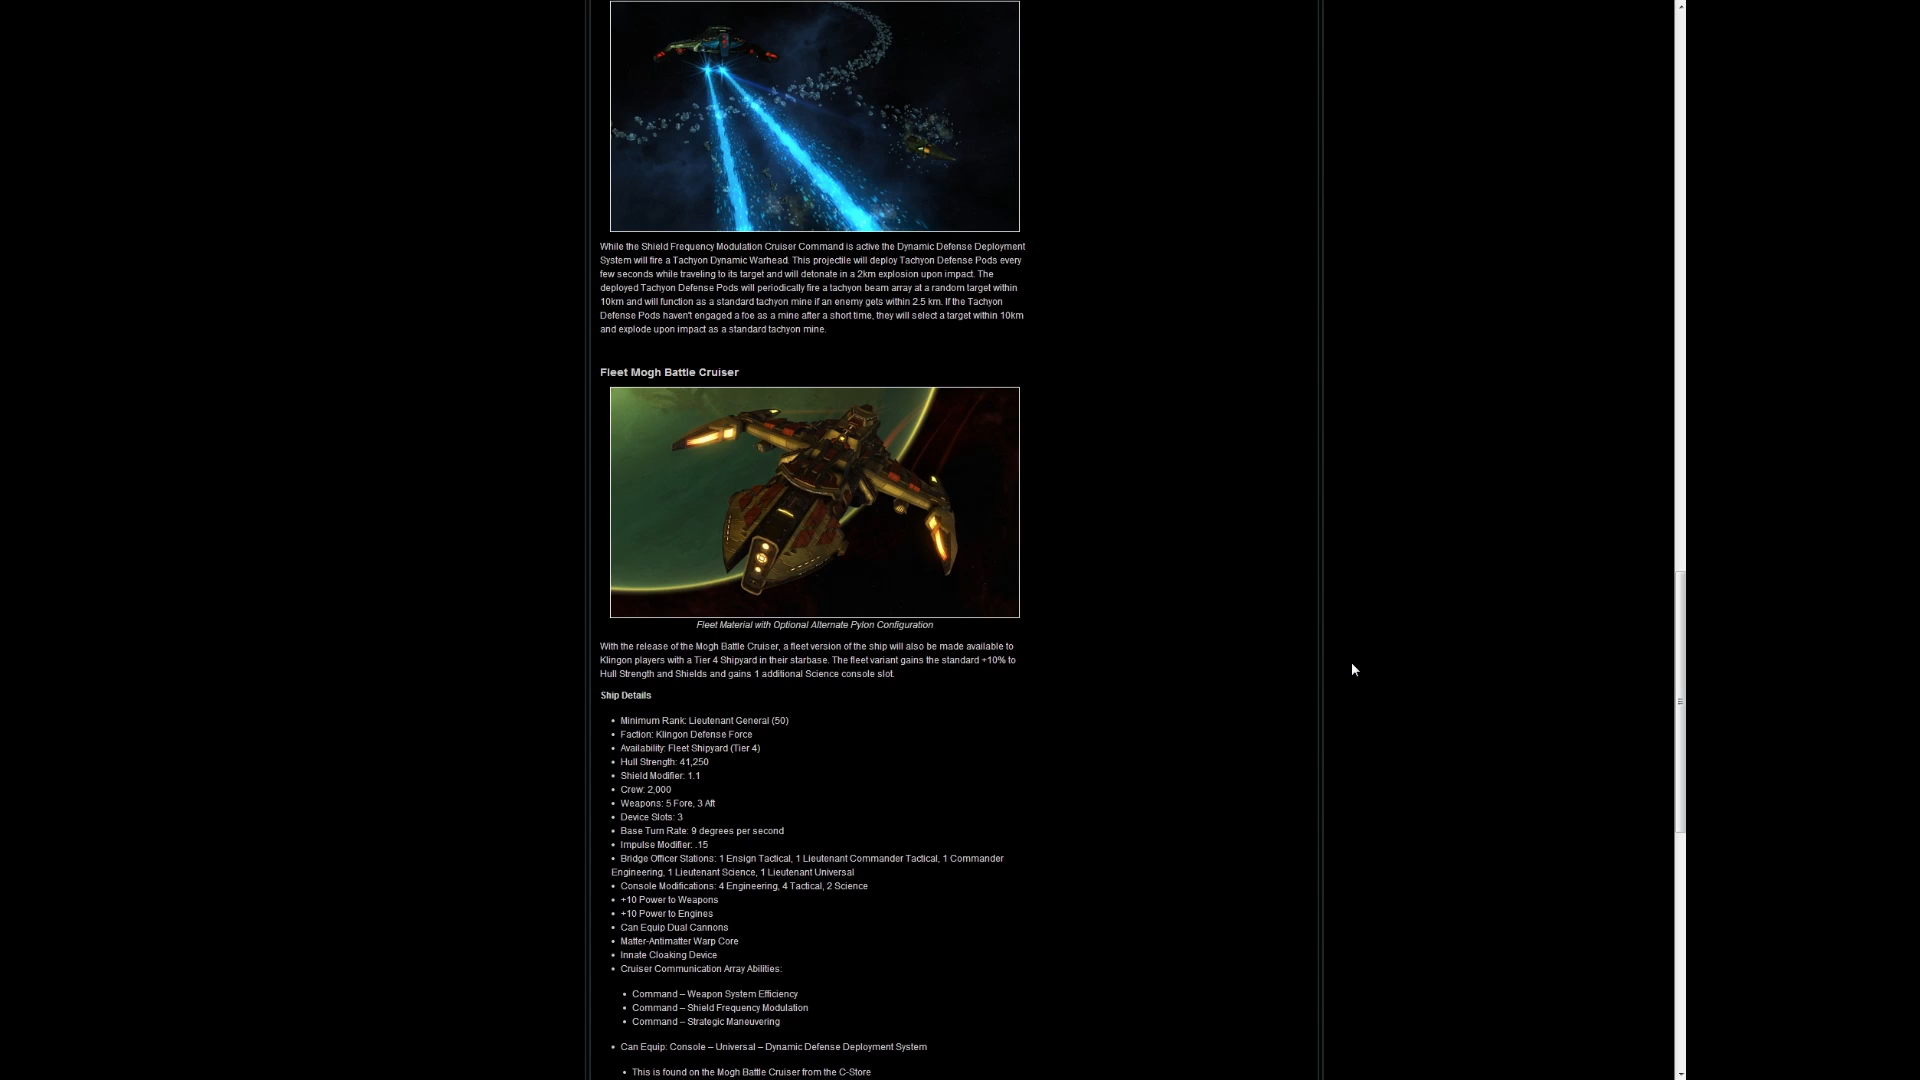 While the Shield Frequency Modulation Cruiser Command is active the Dynamic Defense Deployment
System will fire a Tachyon Dynamic Warhead. This projectile will deploy Tachyon Defense Pods every
few seconds while traveling to its target and will detonate in a 2km explosion upon impact. The
deployed Tachyon Defense Pods will periodically fire a tachyon beam array at a random target within
10km and will function as a standard tachyon mine if an enemy gets within 2.5 km. If the Tachyon
Defense Pods haven't engaged a foe as a mine after a short time, they will select a target within 10km
and explode upon impact as a standard tachyon mine.
Fleet Mogh Battle Cruiser
Fleet Material with Optional Alternate Pylon Configuration
With the release of the Mogh Battle Cruiser, a fleet version of the ship will also be made available to
Klingon players with a Tier 4 Shipyard in their starbase. The fleet variant gains the standard +10% to
Hull Strength and Shields and gains 1 additional Science console slot.
Ship Details
• Minimum Rank: Lieutenant General (50)
• Faction: Klingon Defense Force
• Availability: Fleet Shipyard (Tier 4)
• Hull Strength: 41,250
• Shield Modifier: 1.1
• Crew: 2,000
• Weapons: 5 Fore, 3 Aft
• Device Slots: 3
• Base Turn Rate: 9 degrees per second
• Impulse Modifier: .15
• Bridge Officer Stations: 1 Ensign Tactical, 1 Lieutenant Commander Tactical, 1 Commander
Engineering, 1 Lieutenant Science, 1 Lieutenant Universal
• Console Modifications: 4 Engineering, 4 Tactical, 2 Science
• +10 Power to Weapons
• +10 Power to Engines
• Can Equip Dual Cannons
• Matter-Antimatter Warp Core
• Innate Cloaking Device
• Cruiser Communication Array Abilities:
• Command – Weapon System Efficiency
• Command – Shield Frequency Modulation
• Command – Strategic Maneuvering
• Can Equip: Console – Universal – Dynamic Defense Deployment System
• This is found on the Mogh Battle Cruiser from the C-Store